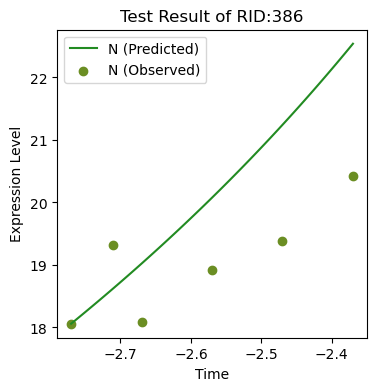 Test Result of RID:386
N (Predicted)
N (Observed)
Expression Level
22
21
20
19
18
−2.7
−2.6
−2.5
−2.4
Time